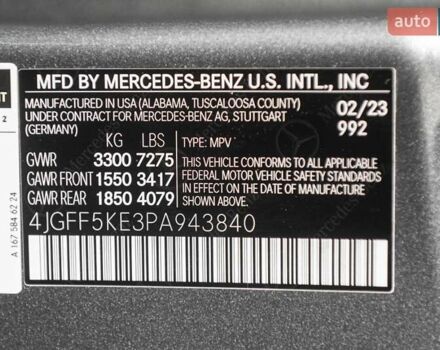 auto
MFD BY MERCEDES-BENZ U.S. INTL., INC
MANUFACTURED IN USA (ALABAMA, TUSCALOOSA COUNTY)
UNDER CONTRACT FOR MERCEDES-BENZ AG, STUTTGART
(GERMANY)
02/23
992
KG LBS
TYPE: MPV
GVWR 3300 7275
GAWR FRONT 1550 3417
GAWR REAR 1850 4079
THIS VEHICLE CONFORMS TO ALL APPLICABLE
FEDERAL MOTOR VEHICLE SAFETY STANDARDS
IN EFFECT ON THE DATE OF MANUFACTURE
SHOWN ABOVE.
4JGFF5KE3PA943840
A 167 584 62 24
2